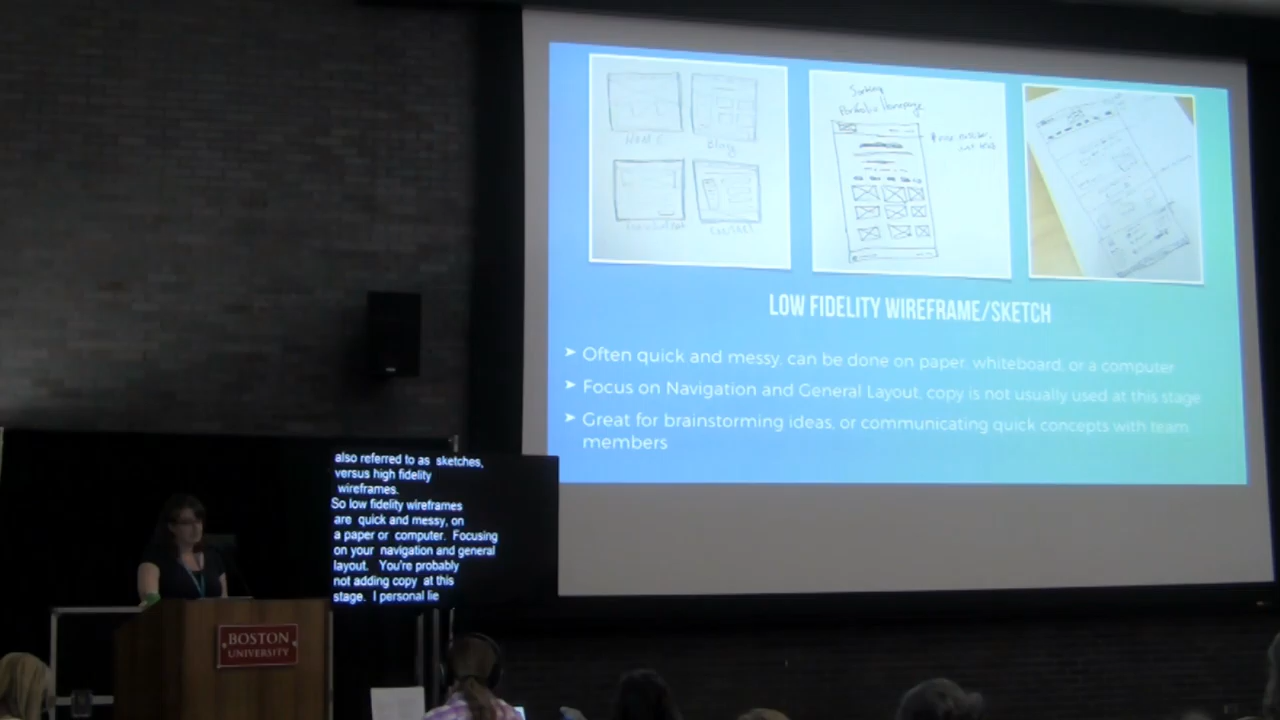 HOME
Blog
Portfolio Homepage
LOW FIDELITY WIREFRAME/SKETCH
➤ Often quick and messy, can be done on paper, whiteboard, or a computer
➤ Focus on Navigation and General Layout, copy is not usually used at this stage
➤ Great for brainstorming ideas, or communicating quick concepts with team
members
also referred to as sketches,
versus high fidelity
wireframes.
So low fidelity wireframes
are quick and messy, on
a paper or computer. Focusing
on your navigation and general
layout. You're probably
not adding copy at this
stage. I personal lie
BOSTON
UNIVERSITY